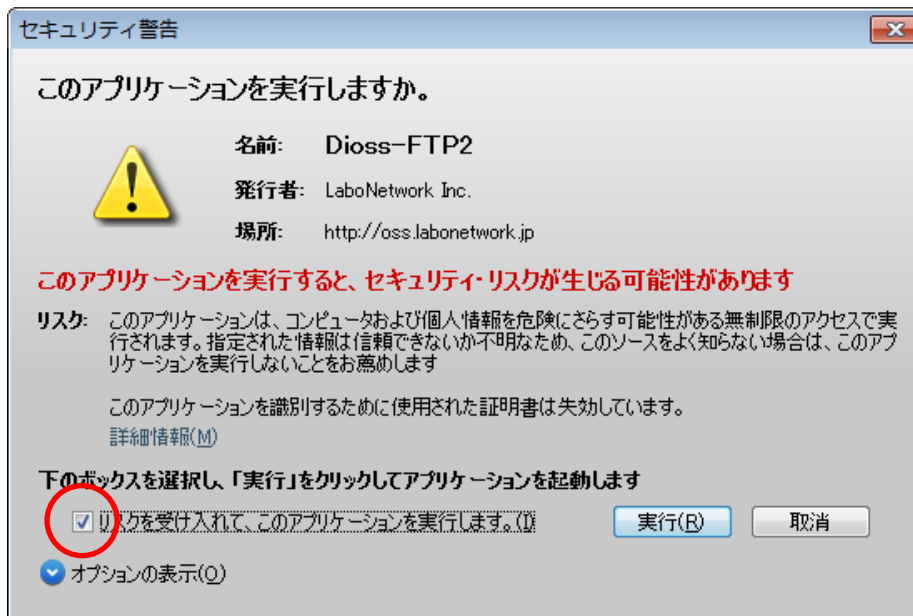 セキュリティ警告
このアプリケーションを実行しますか。
名前: Dioss-FTP2
発行者: LaboNetwork Inc.
場所: http://oss.labonetwork.jp
このアプリケーションを実行すると、セキュリティ・リスクが生じる可能性があります
リスク: このアプリケーションは、コンピュータおよび個人情報を危険にさらす可能性がある無制限のアクセスで実
行されます。指定された情報は信頼できないか不明なため、このソースをよく知らない場合は、このアプ
リケーションを実行しないことをお薦めします
このアプリケーションを識別するために使用された証明書は失効しています。
詳細情報(M)
下のボックスを選択し、「実行」をクリックしてアプリケーションを起動します
リスクを受け入れて、このアプリケーションを実行します。(I) 実行(R) 取消
オプションの表示(O)